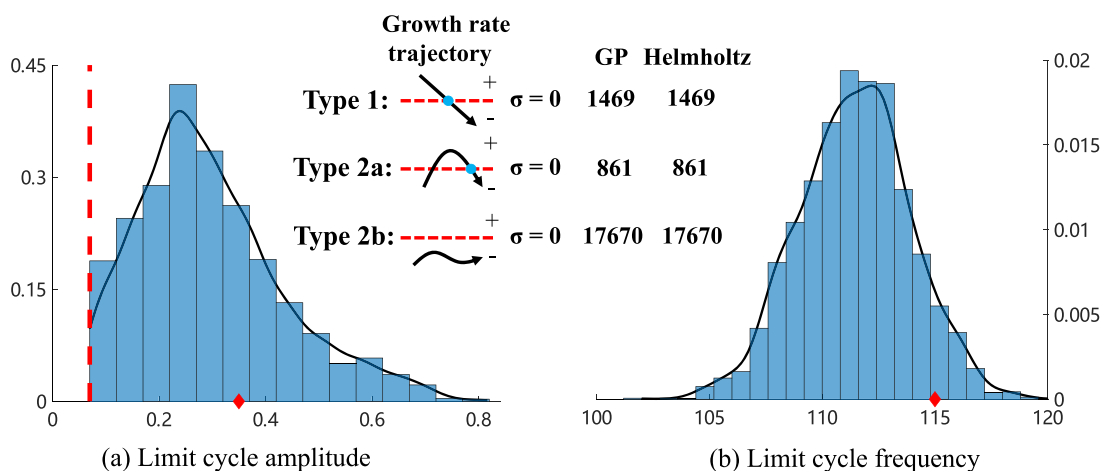 Growth rate
trajectory
GP Helmholtz
Type 1: + - σ = 0 1469 1469
Type 2a: + - σ = 0 861 861
Type 2b: + - σ = 0 17670 17670
0.45
0.3
0.15
0
0 0.2 0.4 0.6 0.8
(a) Limit cycle amplitude
0.02
0.015
0.01
0.005
0
100 105 110 115 120
(b) Limit cycle frequency